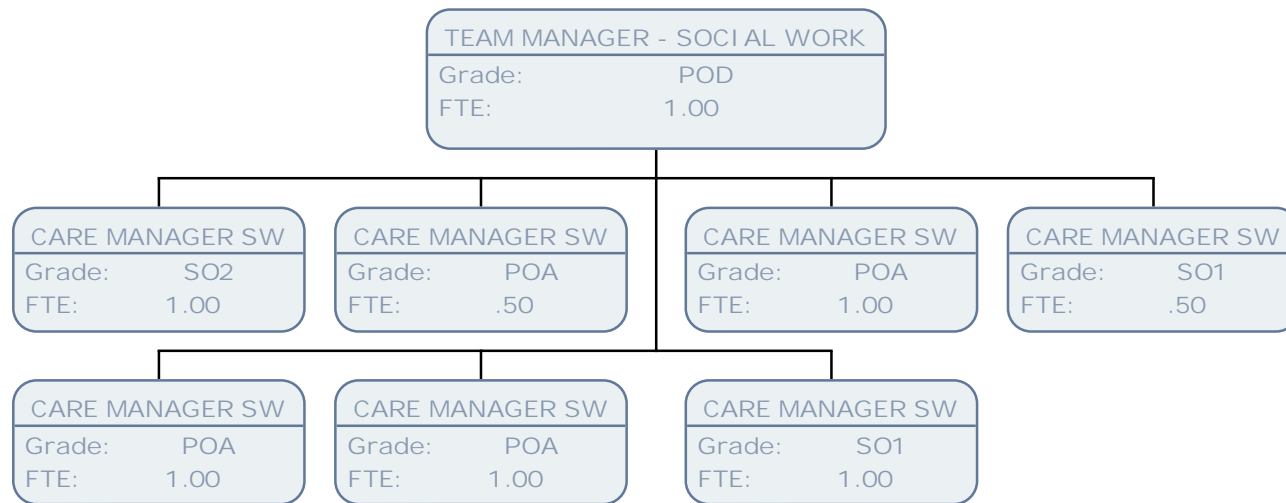 TEAM MANAGER - SOCIAL WORK
Grade: POD
FTE: 1.00
CARE MANAGER SW
Grade: SO2
FTE: 1.00
CARE MANAGER SW
Grade: POA
FTE: .50
CARE MANAGER SW
Grade: POA
FTE: 1.00
CARE MANAGER SW
Grade: SO1
FTE: .50
CARE MANAGER SW
Grade: POA
FTE: 1.00
CARE MANAGER SW
Grade: POA
FTE: 1.00
CARE MANAGER SW
Grade: SO1
FTE: 1.00